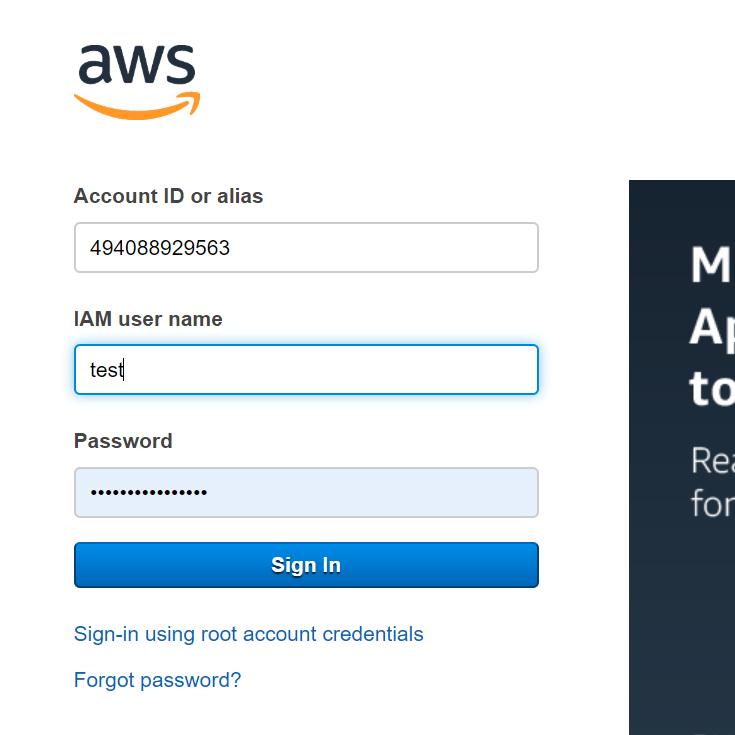 aws
Account ID or alias
494088929563
IAM user name
test
Password
••••••••••••••••
Sign In
Sign-in using root account credentials
Forgot password?
M
Ap
to
Rea
for